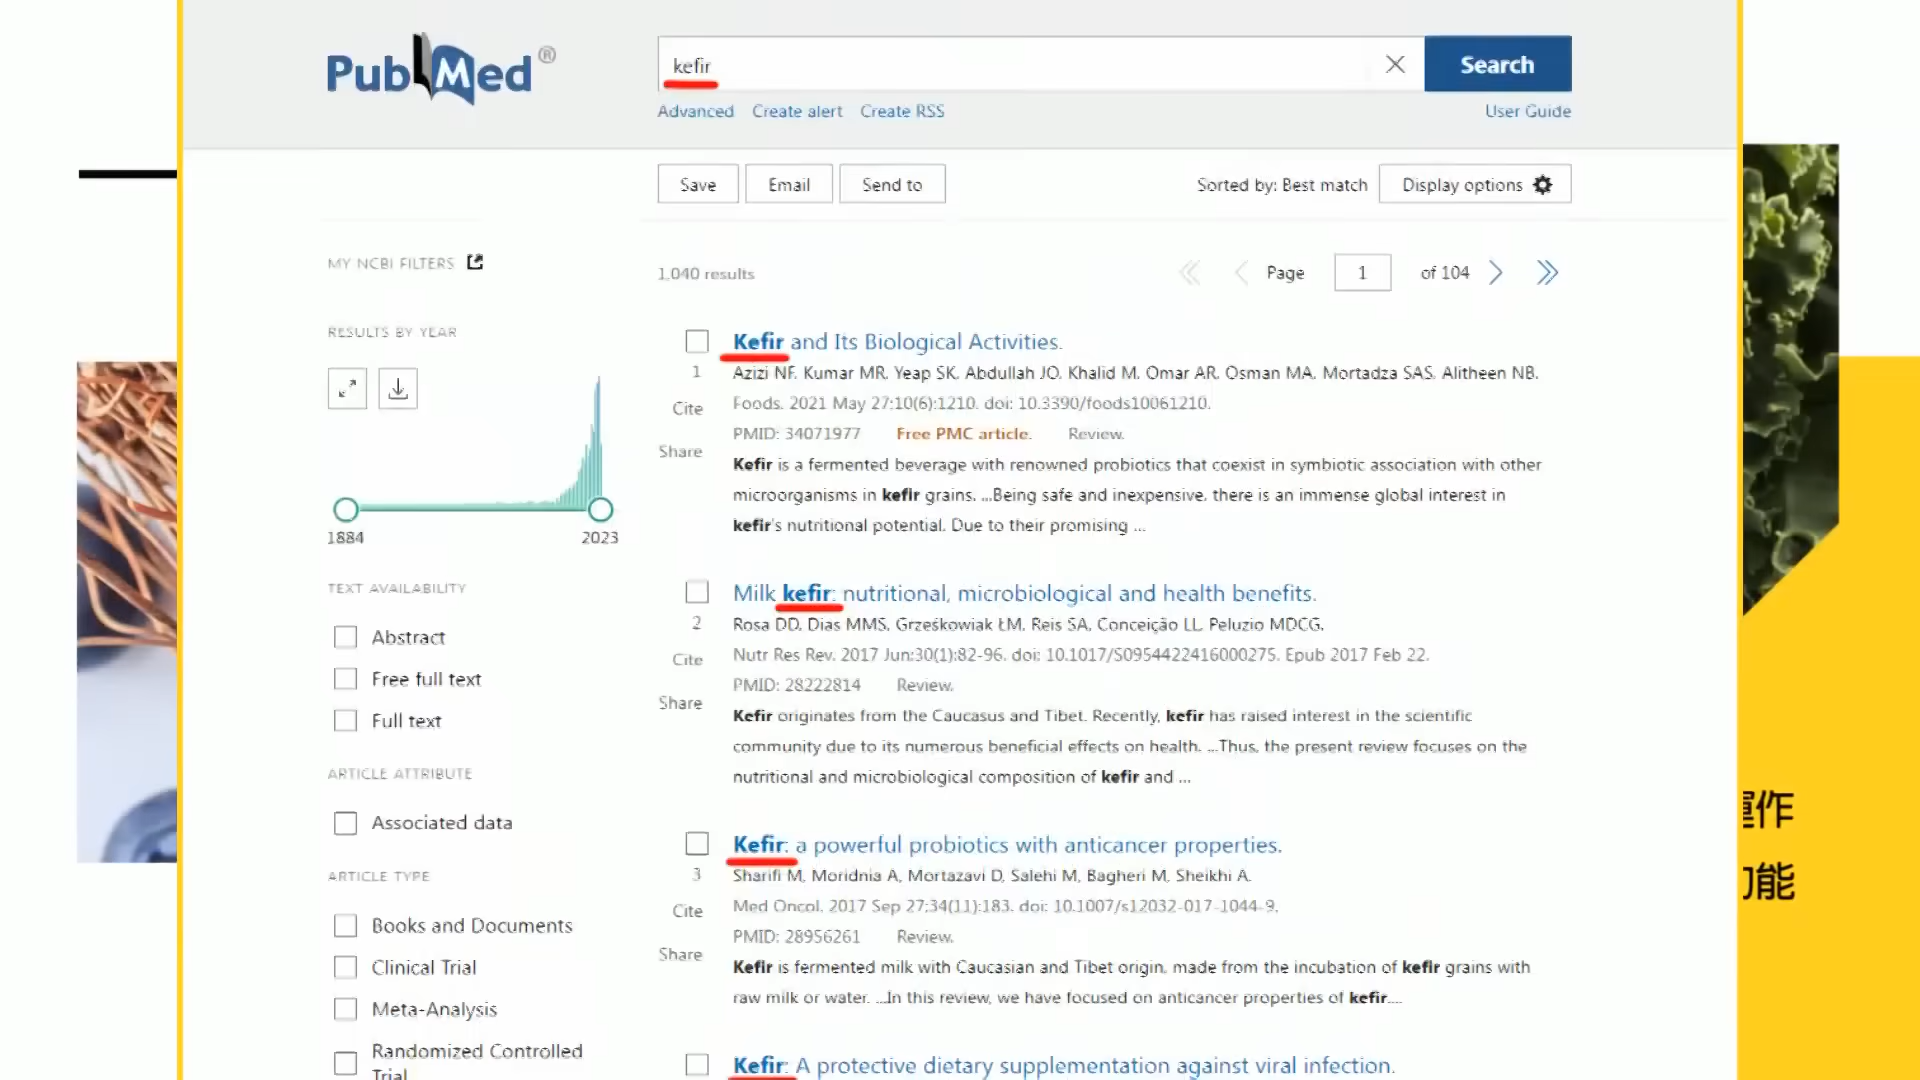 PubMed®
kefir
Search
Advanced Create alert Create RSS User Guide
Save Email Send to Sorted by: Best match Display options
MY NCBI FILTERS
1,040 results
Page 1 of 104
RESULTS BY YEAR
1884 2023
TEXT AVAILABILITY
Abstract
Free full text
Full text
ARTICLE ATTRIBUTE
Associated data
ARTICLE TYPE
Books and Documents
Clinical Trial
Meta-Analysis
Randomized Controlled
Trial
Kefir and Its Biological Activities.
1
Cite
Share
Azizi NF, Kumar MR, Yeap SK, Abdullah JO, Khalid M, Omar AR, Osman MA, Mortadza SAS, Alitheen NB.
Foods. 2021 May 27;10(6):1210. doi: 10.3390/foods10061210.
PMID: 34071977 Free PMC article. Review.
Kefir is a fermented beverage with renowned probiotics that coexist in symbiotic association with other
microorganisms in kefir grains. ...Being safe and inexpensive, there is an immense global interest in
kefir's nutritional potential. Due to their promising ...
Milk kefir: nutritional, microbiological and health benefits.
2
Cite
Share
Rosa DD, Dias MMS, Grześkowiak ŁM, Reis SA, Conceição LL, Peluzio MDCG.
Nutr Res Rev. 2017 Jun;30(1):82-96. doi: 10.1017/S0954422416000275. Epub 2017 Feb 22.
PMID: 28222814 Review.
Kefir originates from the Caucasus and Tibet. Recently, kefir has raised interest in the scientific
community due to its numerous beneficial effects on health. ...Thus, the present review focuses on the
nutritional and microbiological composition of kefir and ...
Kefir: a powerful probiotics with anticancer properties.
3
Cite
Share
Sharifi M, Moridnia A, Mortazavi D, Salehi M, Bagheri M, Sheikhi A.
Med Oncol. 2017 Sep 27;34(11):183. doi: 10.1007/s12032-017-1044-9.
PMID: 28956261 Review.
Kefir is fermented milk with Caucasian and Tibet origin, made from the incubation of kefir grains with
raw milk or water. ...In this review, we have focused on anticancer properties of kefir....
Kefir: A protective dietary supplementation against viral infection.
作
能